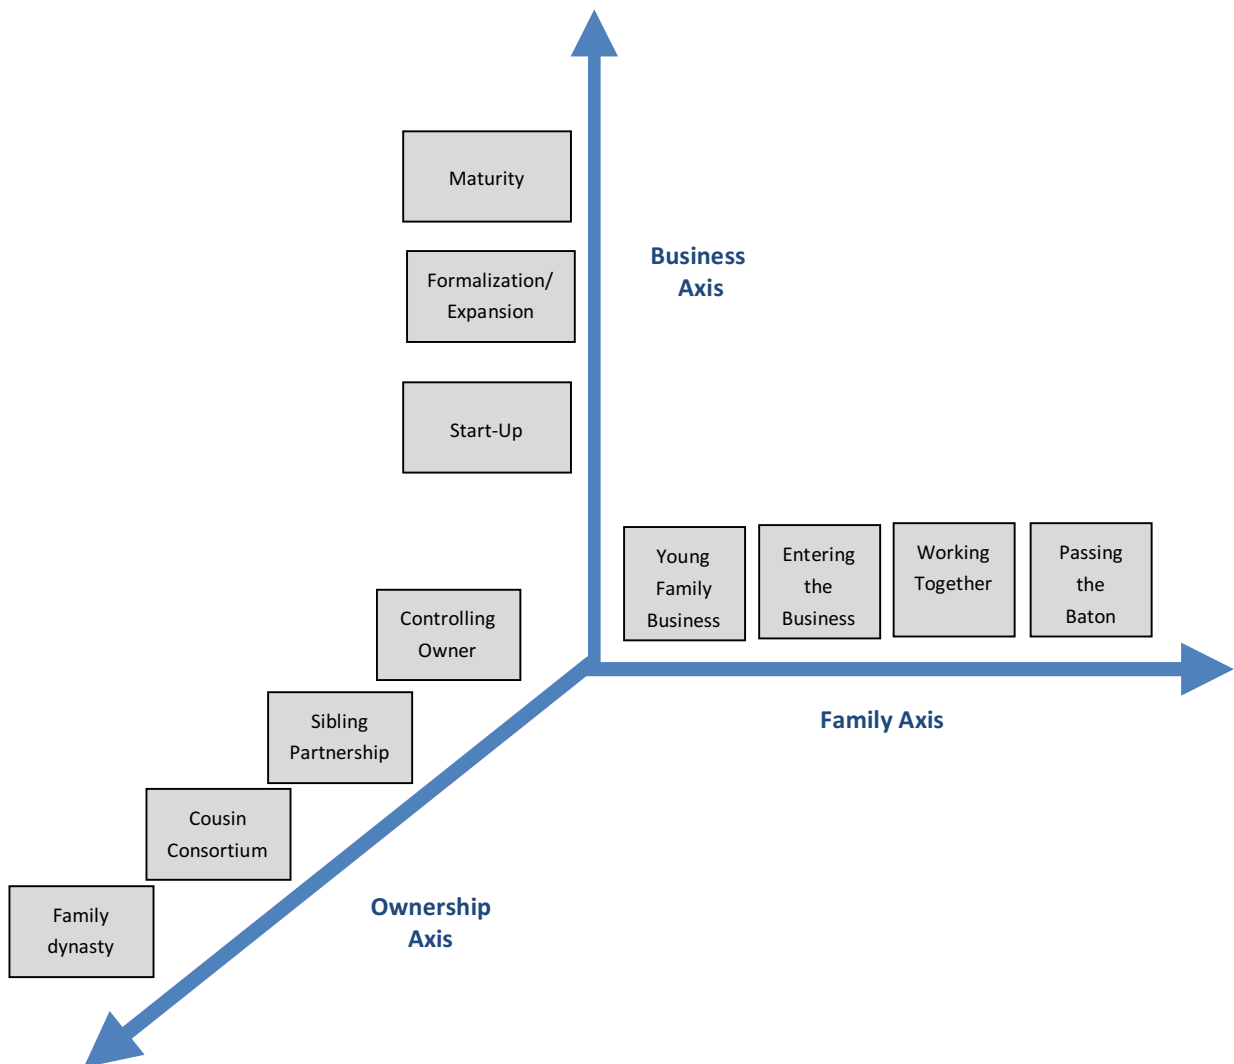 Maturity
Business
Axis
Formalization/
Expansion
Start-Up
Young
Family
Business
Entering
the
Business
Working
Together
Passing
the
Baton
Controlling
Owner
Family Axis
Sibling
Partnership
Cousin
Consortium
Ownership
Axis
Family
dynasty